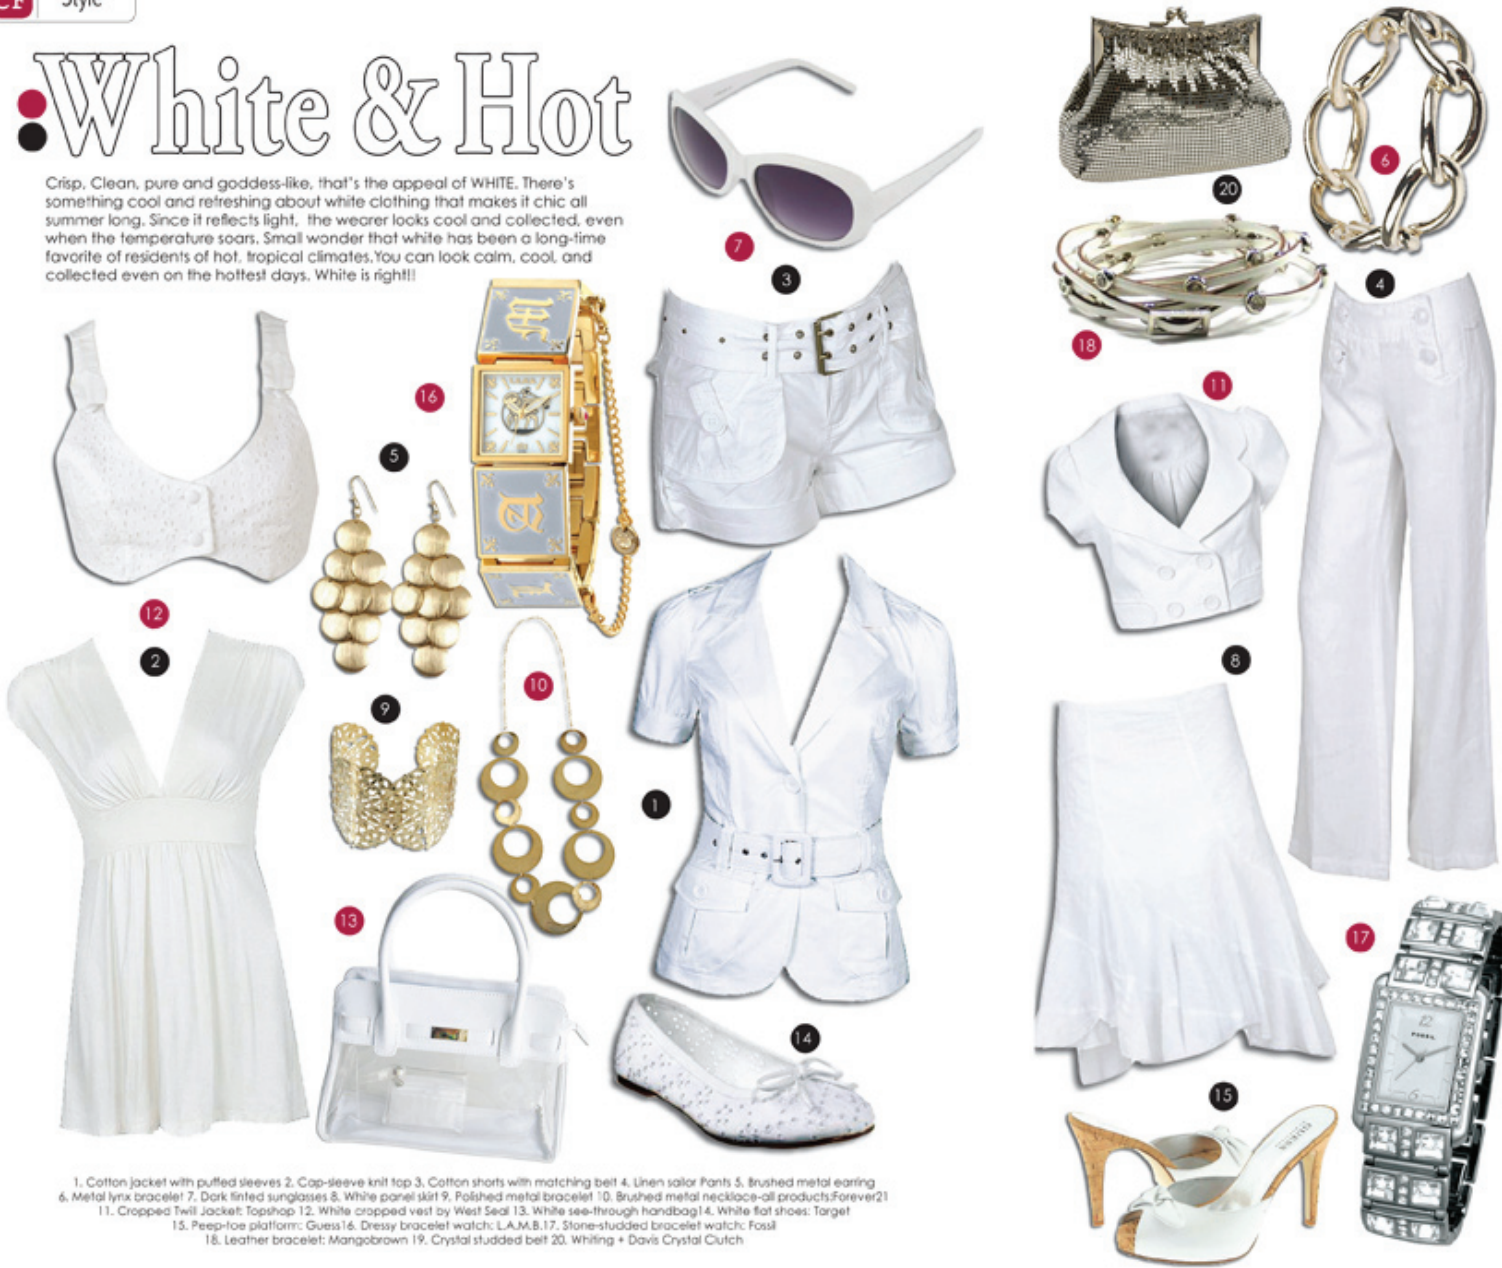 CF Style
White & Hot
Crisp, Clean, pure and goddess-like, that's the appeal of WHITE. There's
something cool and refreshing about white clothing that makes it chic all
summer long. Since it reflects light, the wearer looks cool and collected, even
when the temperature soars. Small wonder that white has been a long-time
favorite of residents of hot, tropical climates.You can look calm, cool, and
collected even on the hottest days. White is right!!
7
3
20
6
4
18
11
16
5
12
2
10
9
8
1
13
17
14
15
M
A
L
FOSSIL
12
6
GUESS
1. Cotton jacket with puffed sleeves 2. Cap-sleeve knit top 3. Cotton shorts with matching belt 4. Linen sailor Pants 5. Brushed metal earring
6. Metal lynx bracelet 7. Dark tinted sunglasses 8. White panel skirt 9. Polished metal bracelet 10. Brushed metal necklace-all products:Forever21
11. Cropped Twill Jacket: Topshop 12. White cropped vest by West Seal 13. White see-through handbag14. White flat shoes: Target
15. Peep-toe platform: Guess16. Dressy bracelet watch: L.A.M.B.17. Stone-studded bracelet watch: Fossil
18. Leather bracelet: Mangobrown 19. Crystal studded belt 20. Whiting + Davis Crystal Clutch